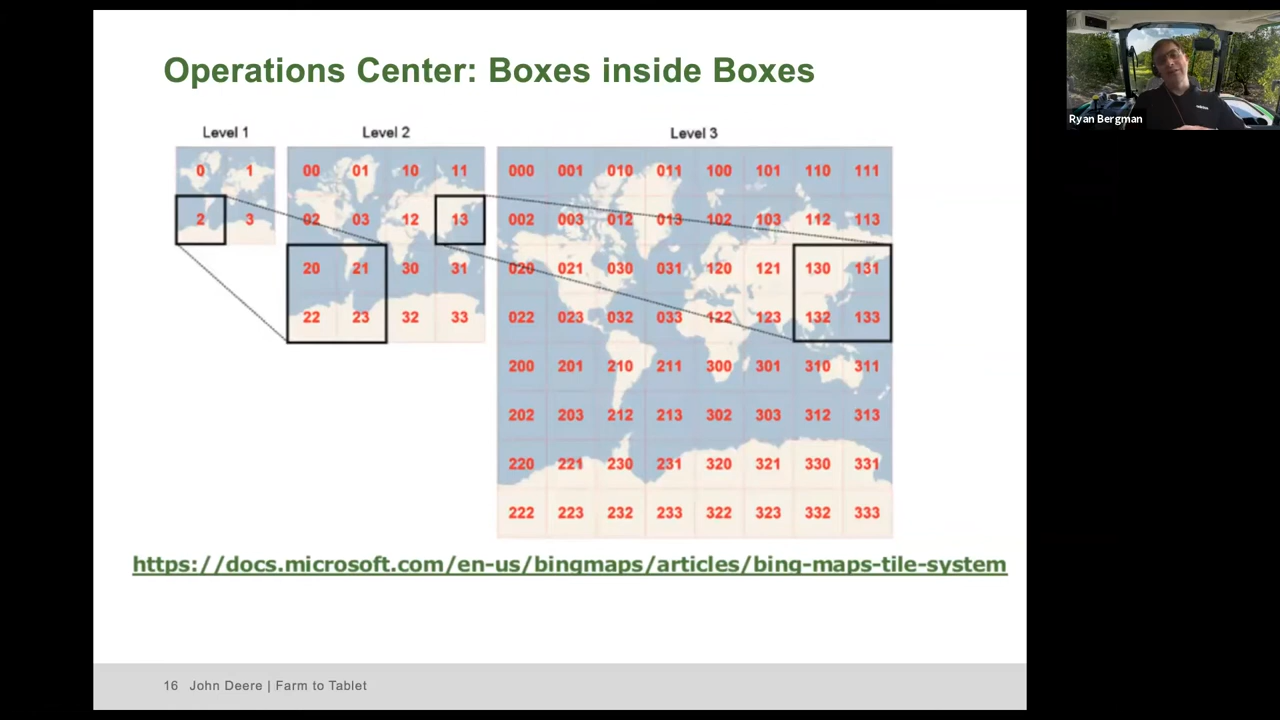 Operations Center: Boxes inside Boxes
Ryan Bergman
Level 1
Level 2
Level 3
0 1
2 3
00 01 10 11
02 03 12 13
20 21 30 31
22 23 32 33
000 001 010 011 100 101 110 111
002 003 012 013 102 103 112 113
020 021 030 031 120 121 130 131
022 023 032 033 122 123 132 133
200 201 210 211 300 301 310 311
202 203 212 213 302 303 312 313
220 221 230 231 320 321 330 331
222 223 232 233 322 323 332 333
https://docs.microsoft.com/en-us/bingmaps/articles/bing-maps-tile-system
16 John Deere | Farm to Tablet